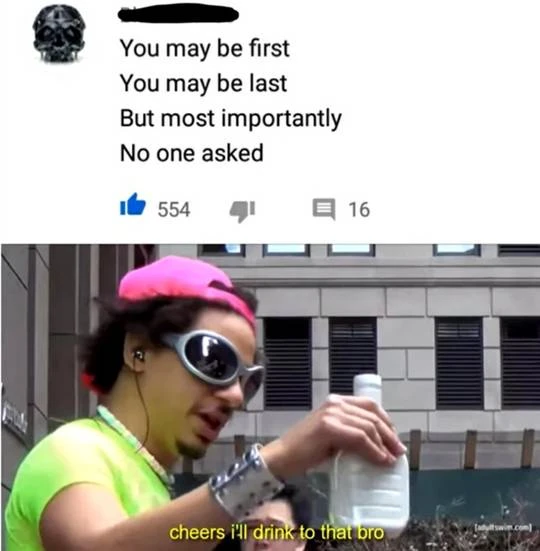 You may be first
You may be last
But most importantly
No one asked
554
16
cheers i'll drink to that bro
[adultswim.com]